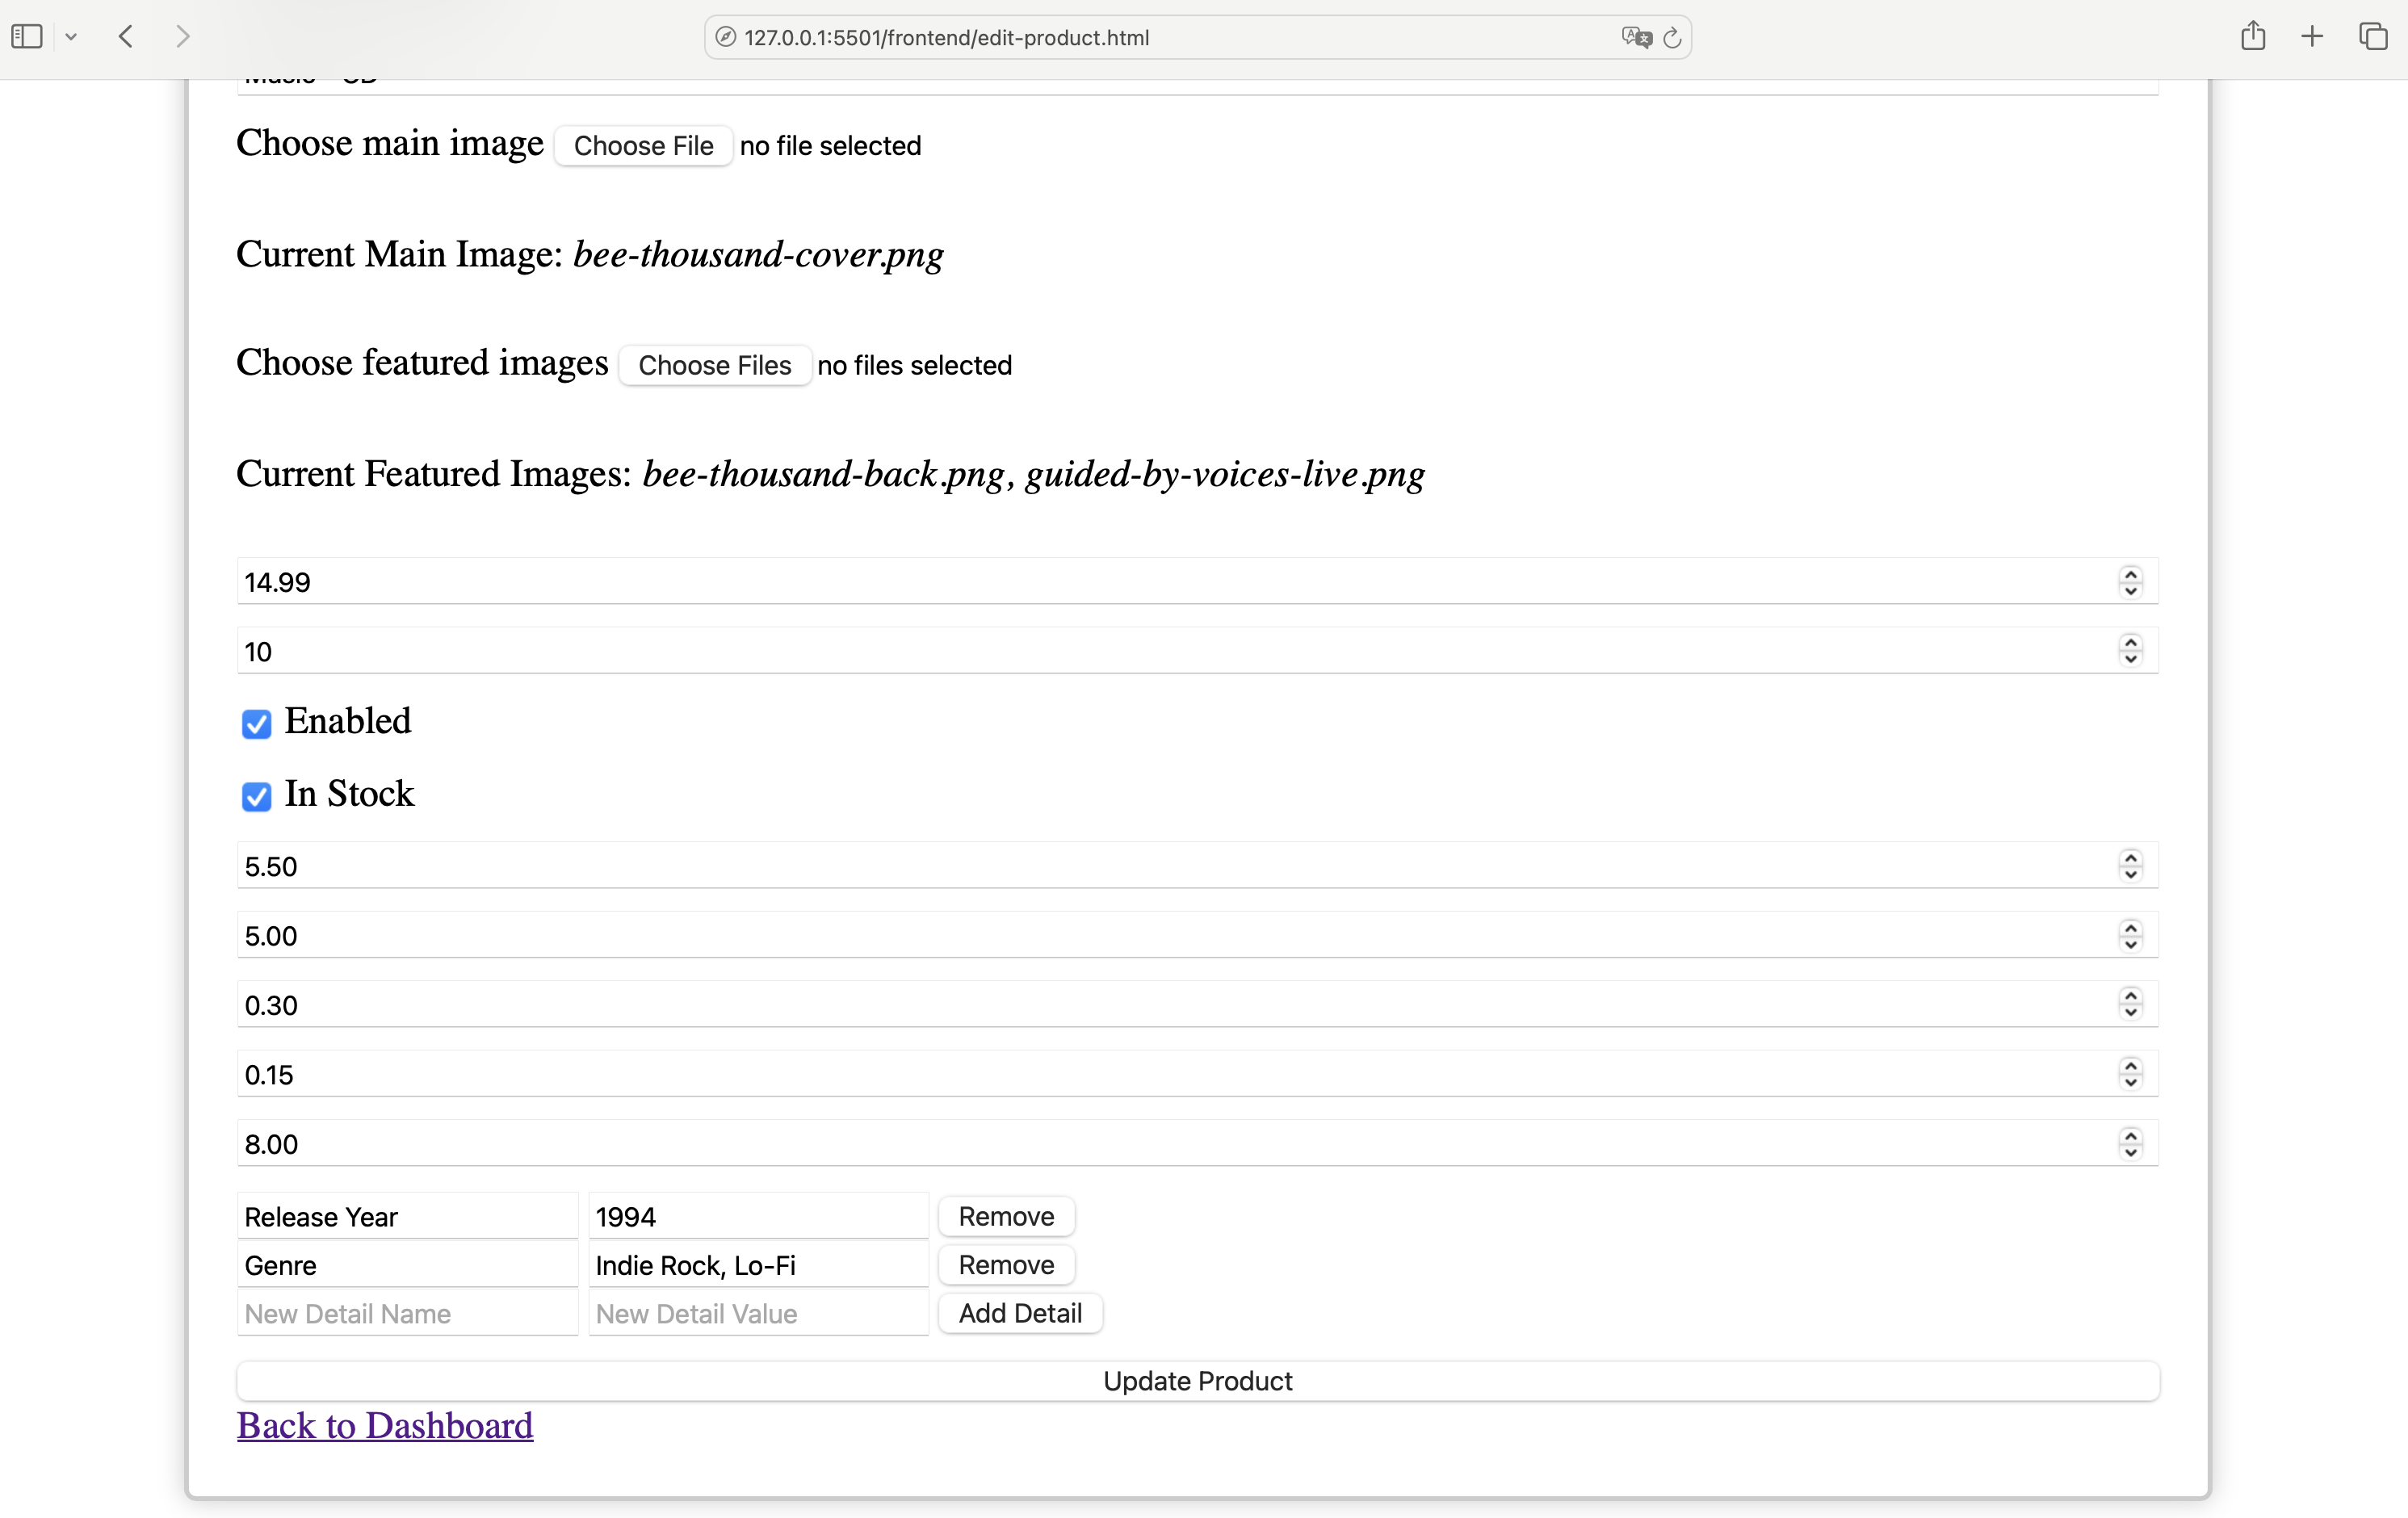 127.0.0.1:5501/frontend/edit-product.html
Music - CD
Choose main image Choose File no file selected
Current Main Image: bee-thousand-cover.png
Choose featured images Choose Files no files selected
Current Featured Images: bee-thousand-back.png, guided-by-voices-live.png
14.99
10
Enabled
In Stock
5.50
5.00
0.30
0.15
8.00
Release Year 1994 Remove
Genre Indie Rock, Lo-Fi Remove
New Detail Name New Detail Value Add Detail
Update Product
Back to Dashboard